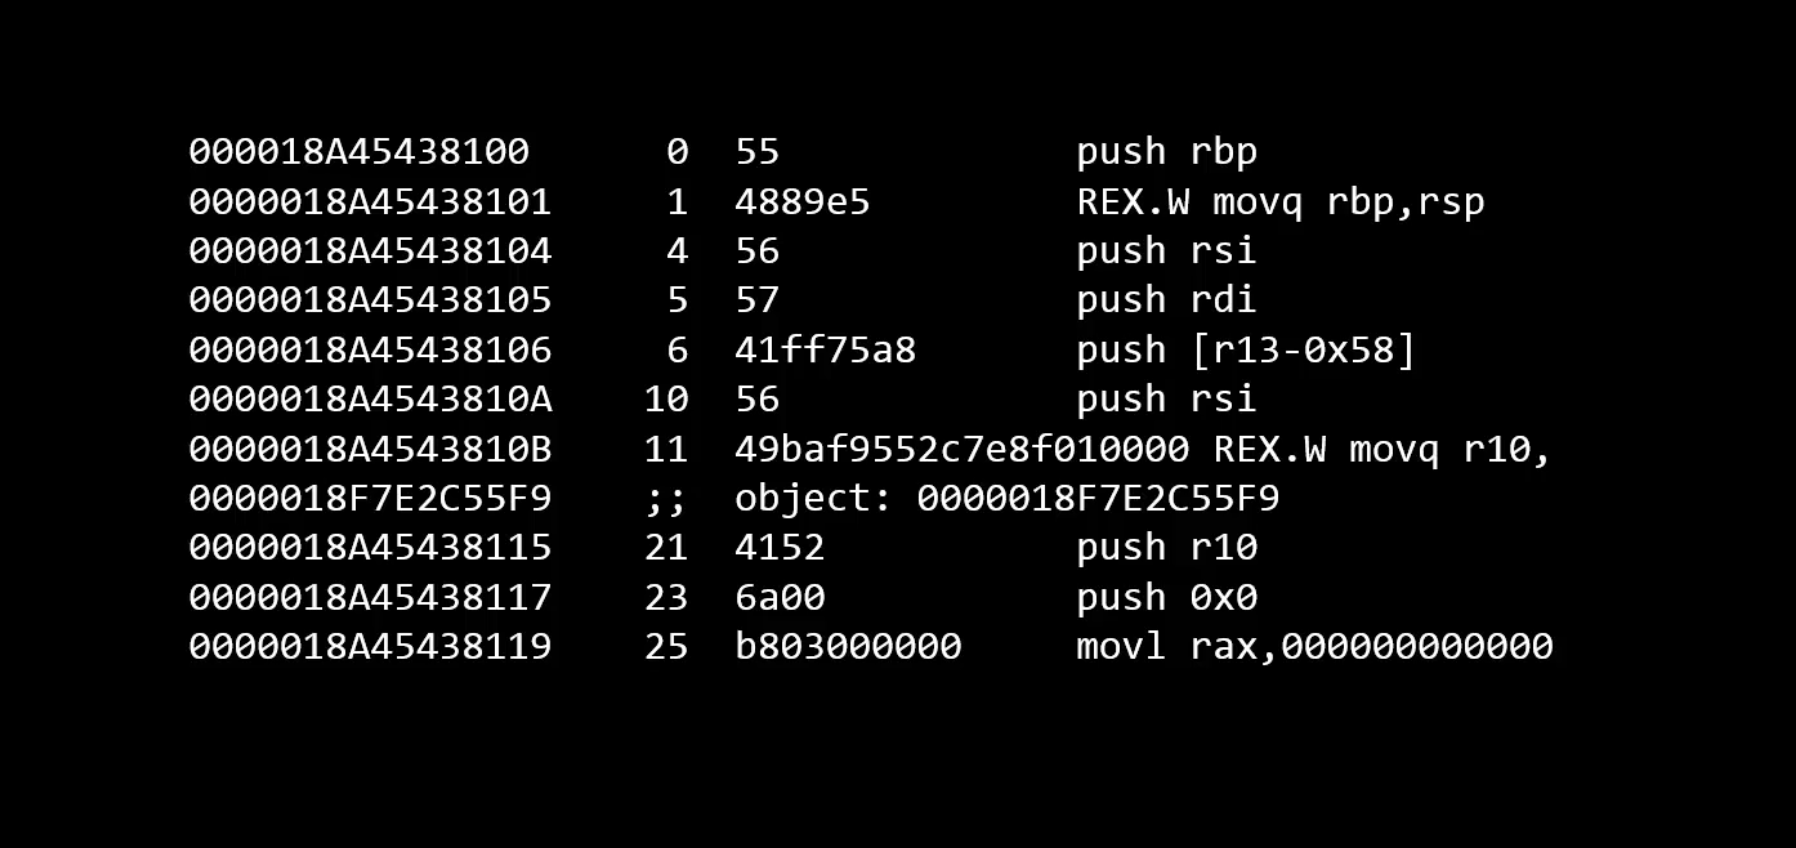 000018A45438100 0 55 push rbp
0000018A45438101 1 4889e5 REX.W movq rbp,rsp
0000018A45438104 4 56 push rsi
0000018A45438105 5 57 push rdi
0000018A45438106 6 41ff75a8 push [r13-0x58]
0000018A4543810A 10 56 push rsi
0000018A4543810B 11 49baf9552c7e8f010000 REX.W movq r10,
0000018F7E2C55F9 ;; object: 0000018F7E2C55F9
0000018A45438115 21 4152 push r10
0000018A45438117 23 6a00 push 0x0
0000018A45438119 25 b803000000 movl rax,000000000000